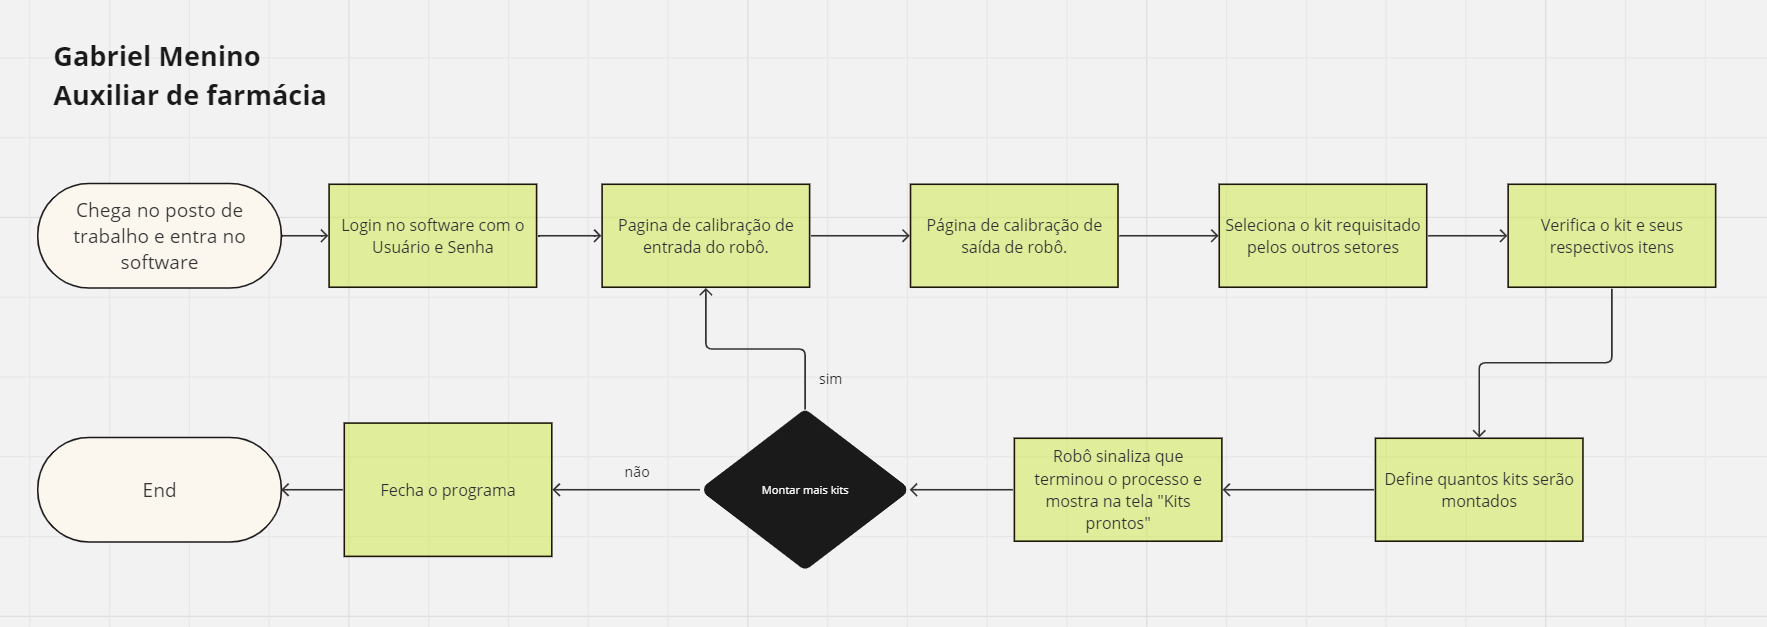 Gabriel Menino
Auxiliar de farmácia
Chega no posto de
trabalho e entra no
software
Login no software com o
Usuário e Senha
Pagina de calibração de
entrada do robô.
Página de calibração de
saída de robô.
Seleciona o kit requisitado
pelos outros setores
Verifica o kit e seus
respectivos itens
sim
End
Fecha o programa
não
Montar mais kits
Robô sinaliza que
terminou o processo e
mostra na tela "Kits
prontos"
Define quantos kits serão
montados